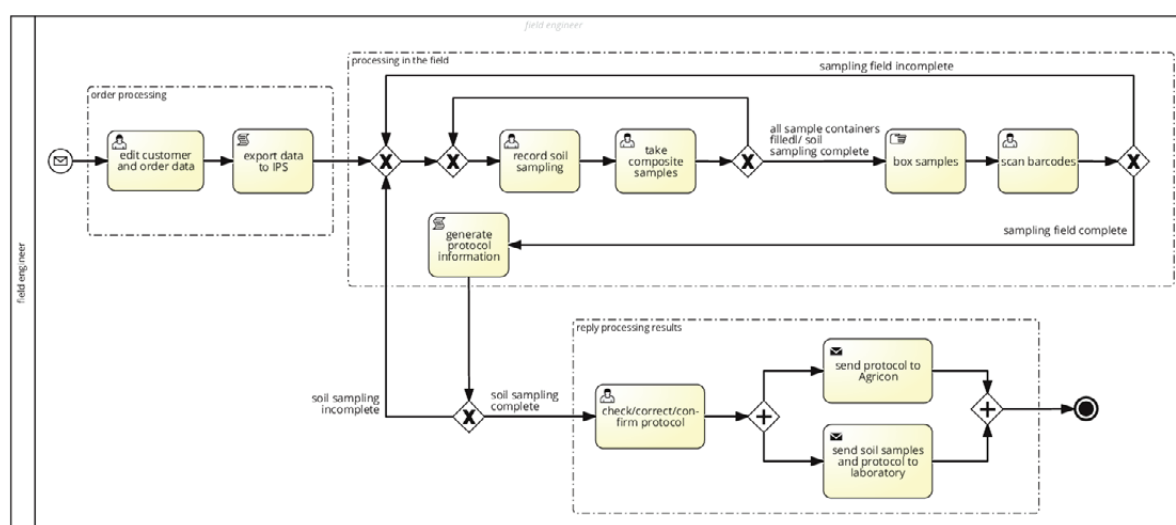 field engineer
field engineer
order processing
edit customer
and order data
export data
to IPS
processing in the field
sampling field incomplete
record soil
sampling
take
composite
samples
all sample containers
filledl/ soil
sampling complete
box samples
scan barcodes
sampling field complete
generate
protocol
information
soil sampling
incomplete
soil sampling
complete
reply processing results
check/correct/con-
firm protocol
send protocol to
Agricon
send soil samples
and protocol to
laboratory